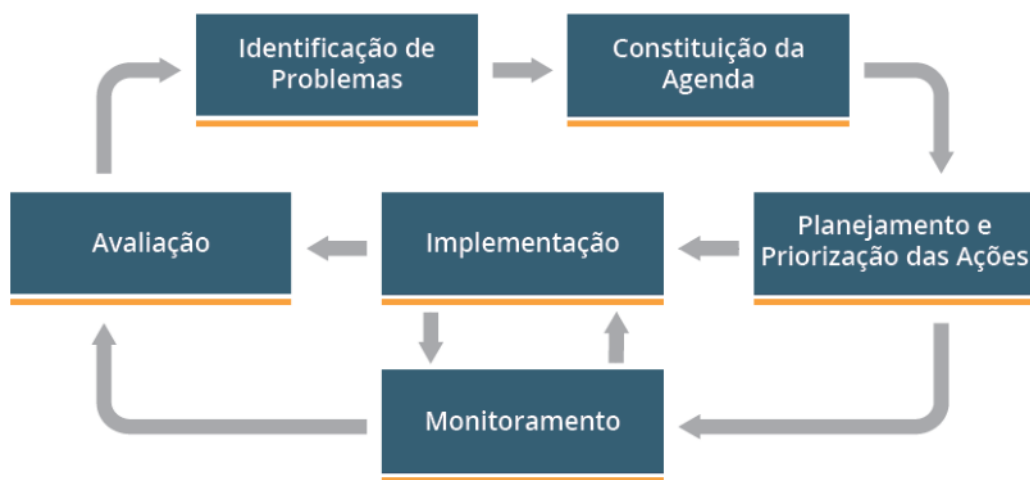 Identificação de
Problemas
Constituição da
Agenda
Avaliação
Implementação
Planejamento e
Priorização das Ações
Monitoramento